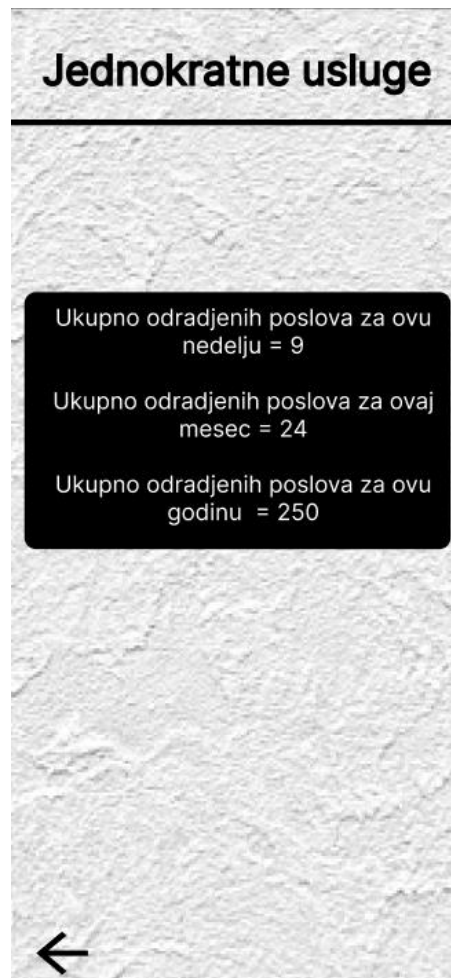 Jednokratne usluge
Ukupno odradjenih poslova za ovu
nedelju = 9
Ukupno odradjenih poslova za ovaj
mesec = 24
Ukupno odradjenih poslova za ovu
godinu  = 250